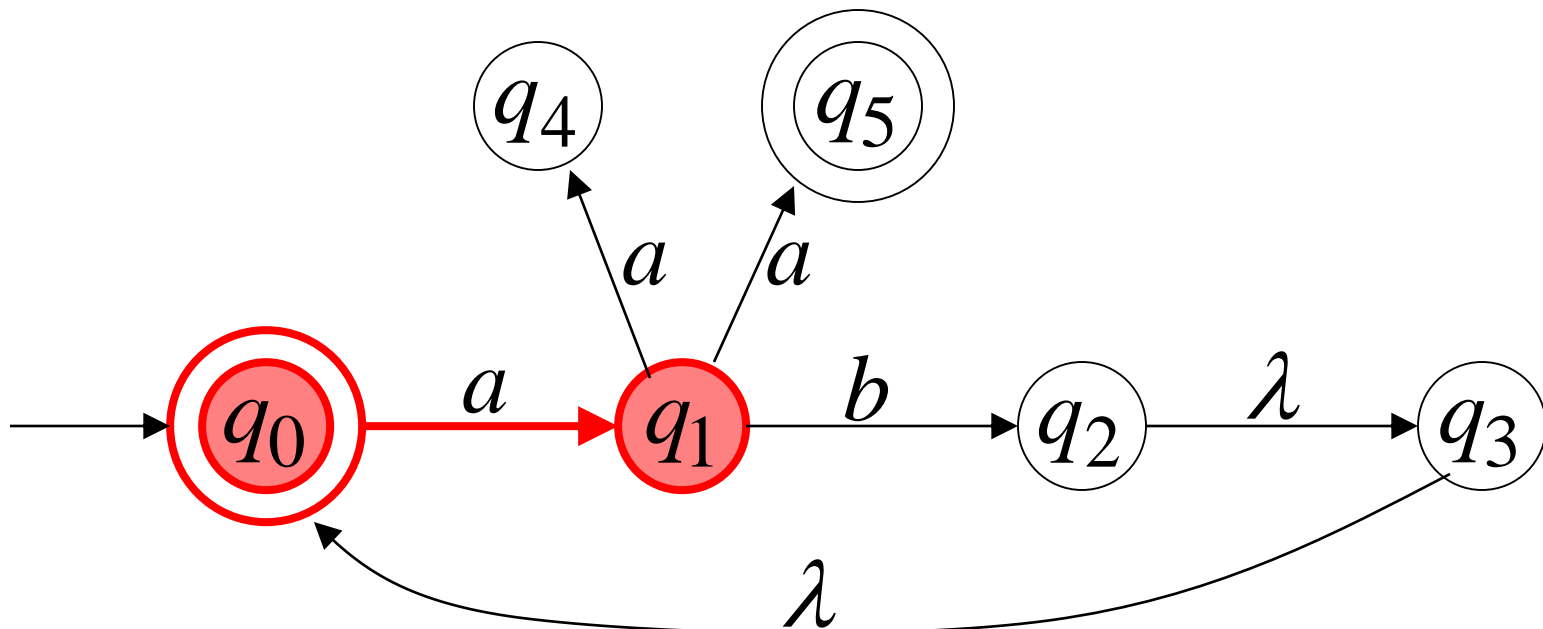 q₄ q₅
a a
q₀ a q₁ b q₂ λ q₃
λ